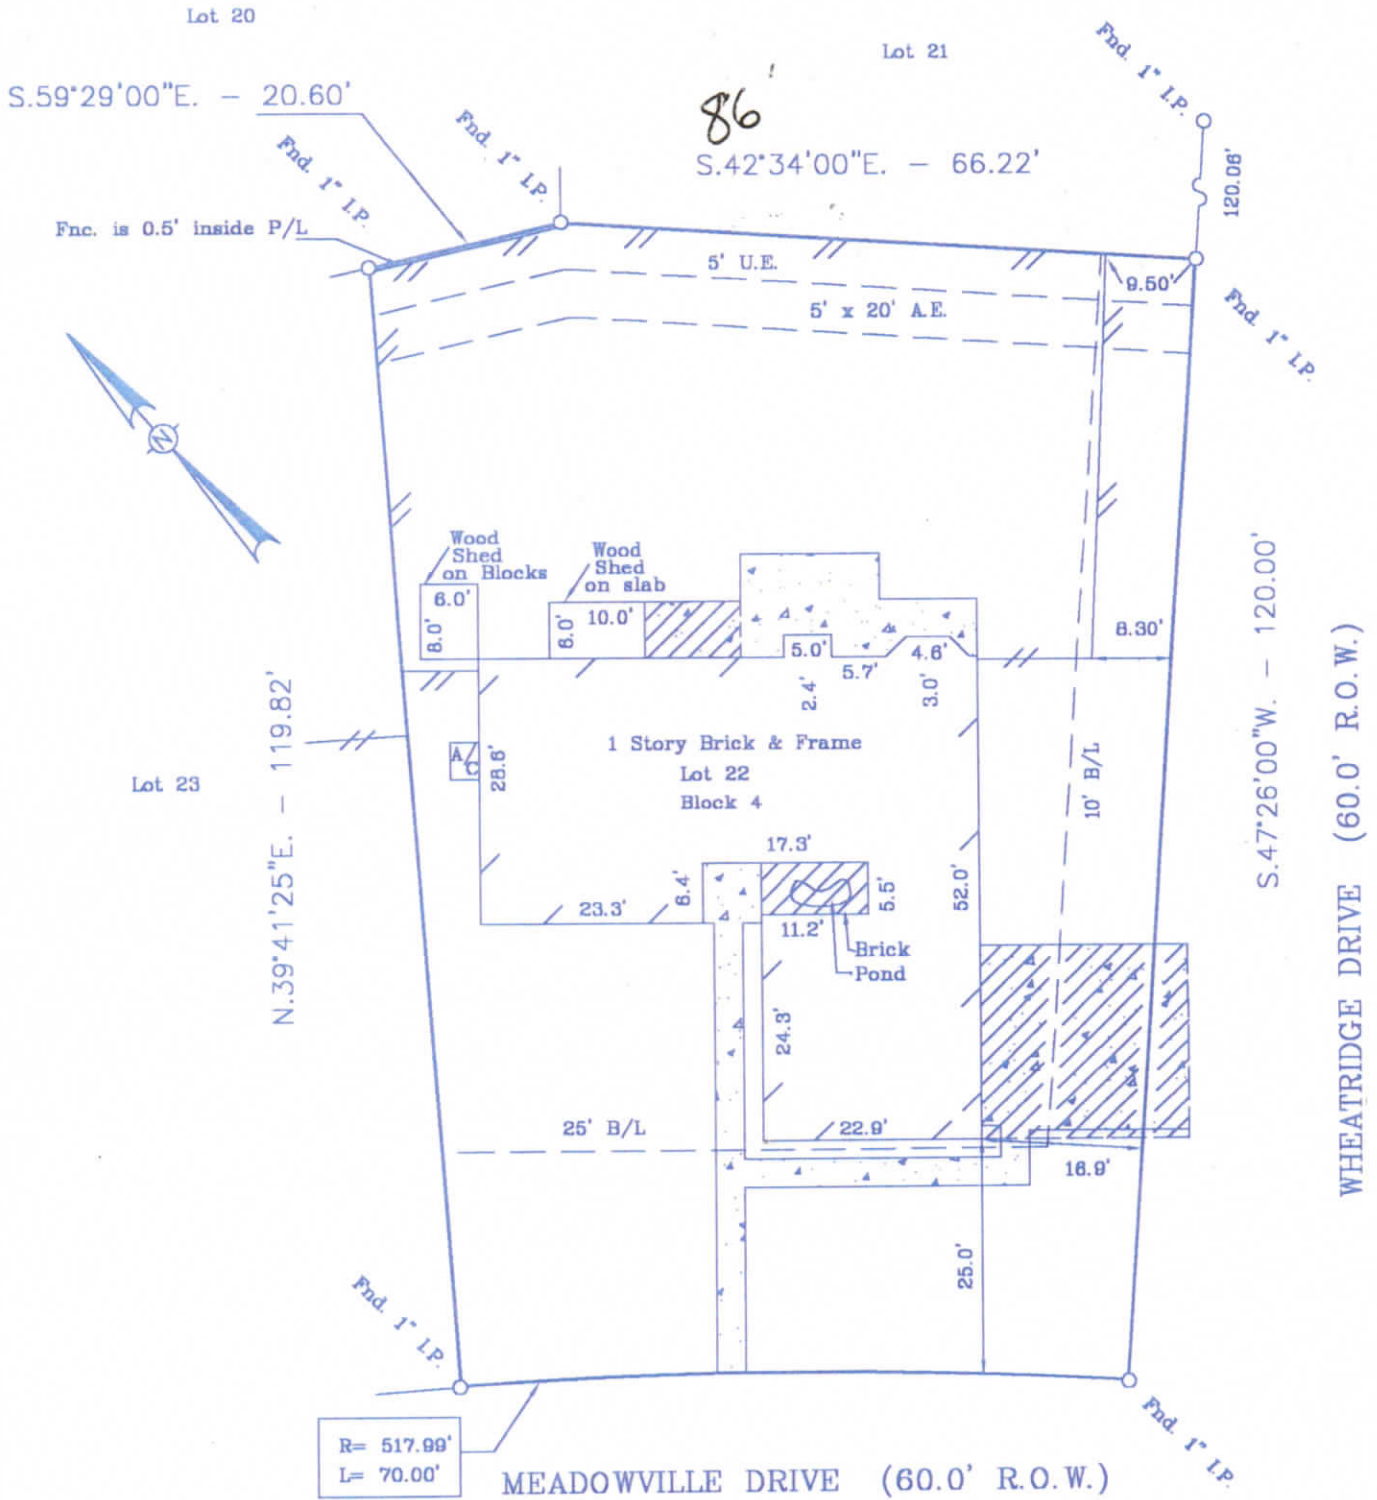 Lot 20
Lot 21
Fnd. 1" I.P.
S.59°29'00"E. - 20.60'
86'
Fnd. 1" I.P.
Fnd. 1" I.P.
S.42°34'00"E. - 66.22'
120.06'
Fnc. is 0.5' inside P/L
5' U.E.
9.50'
5' x 20' A.E.
Fnd. 1" I.P.
N
Wood
Shed
on Blocks
6.0'
8.0'
Wood
Shed
on slab
10.0'
6.0'
5.0'
5.7'
4.6'
2.4'
3.0'
8.30'
1 Story Brick & Frame
Lot 22
Block 4
A/C
28.6'
Lot 23
N.39°41'25"E. - 119.82'
10' B/L
S.47°26'00"W. - 120.00'
WHEATRIDGE DRIVE (60.0' R.O.W.)
17.3'
6.4'
5.5'
52.0'
23.3'
11.2'
Brick
Pond
24.3'
25' B/L
22.9'
16.9'
25.0'
Fnd. 1" I.P.
Fnd. 1" I.P.
R= 517.99'
L= 70.00'
MEADOWVILLE DRIVE (60.0' R.O.W.)